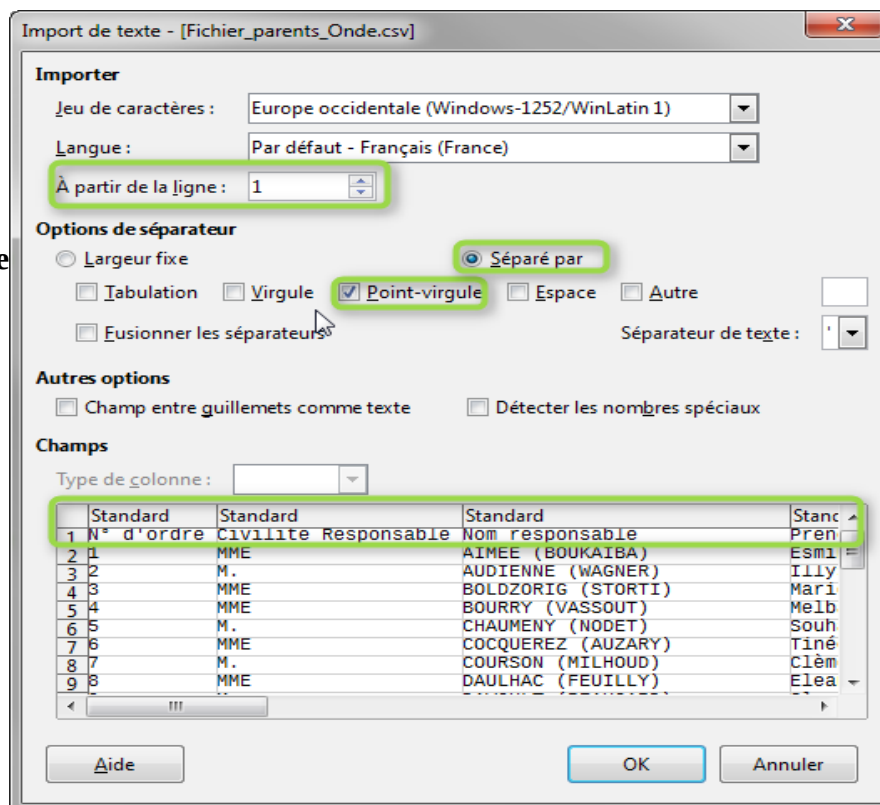 Import de texte - [Fichier_parents_Onde.csv]
Importer
Jeu de caractères : Europe occidentale (Windows-1252/WinLatin 1)
Langue : Par défaut - Français (France)
À partir de la ligne : 1
Options de séparateur
e Largeur fixe Séparé par
Tabulation Virgule Point-virgule Espace Autre
Fusionner les séparateurs Séparateur de texte : '
Autres options
Champ entre guillemets comme texte Détecter les nombres spéciaux
Champs
Type de colonne :
Standard Standard Standard Stanc
1 N° d'ordre Civilité Responsable Nom responsable Pren
2 1 MME AIMEE (BOUKAIBA) Esmi
3 2 M. AUDIENNE (WAGNER) Illy
4 3 MME BOLDZORIG (STORTI) Mari
5 4 MME BOURRY (VASSOUT) Melb
6 5 M. CHAUMENY (NODET) Souh
7 6 MME COCQUEREZ (AUZARY) Tiné
8 7 M. COURSON (MILHOUD) Clèm
9 8 MME DAULHAC (FEUILLY) Elea
Aide OK Annuler